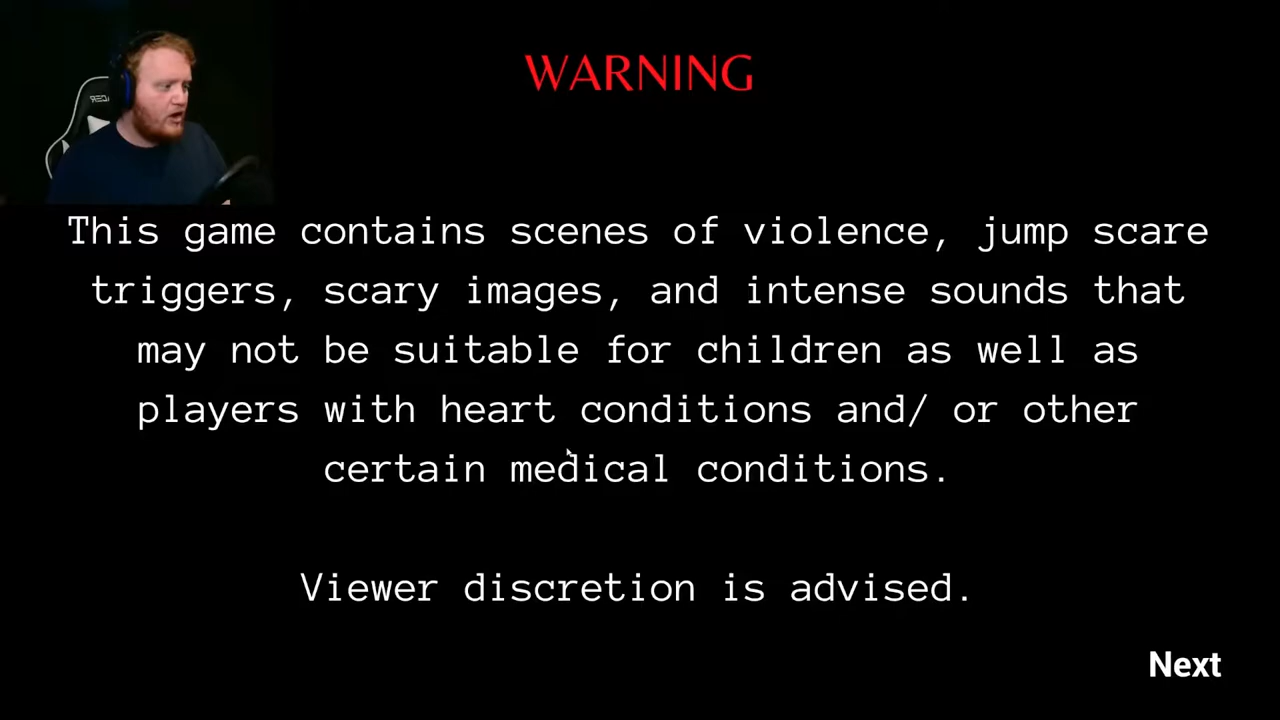 WARNING
This game contains scenes of violence, jump scare
triggers, scary images, and intense sounds that
may not be suitable for children as well as
players with heart conditions and/ or other
certain medical conditions.
Viewer discretion is advised.
Next